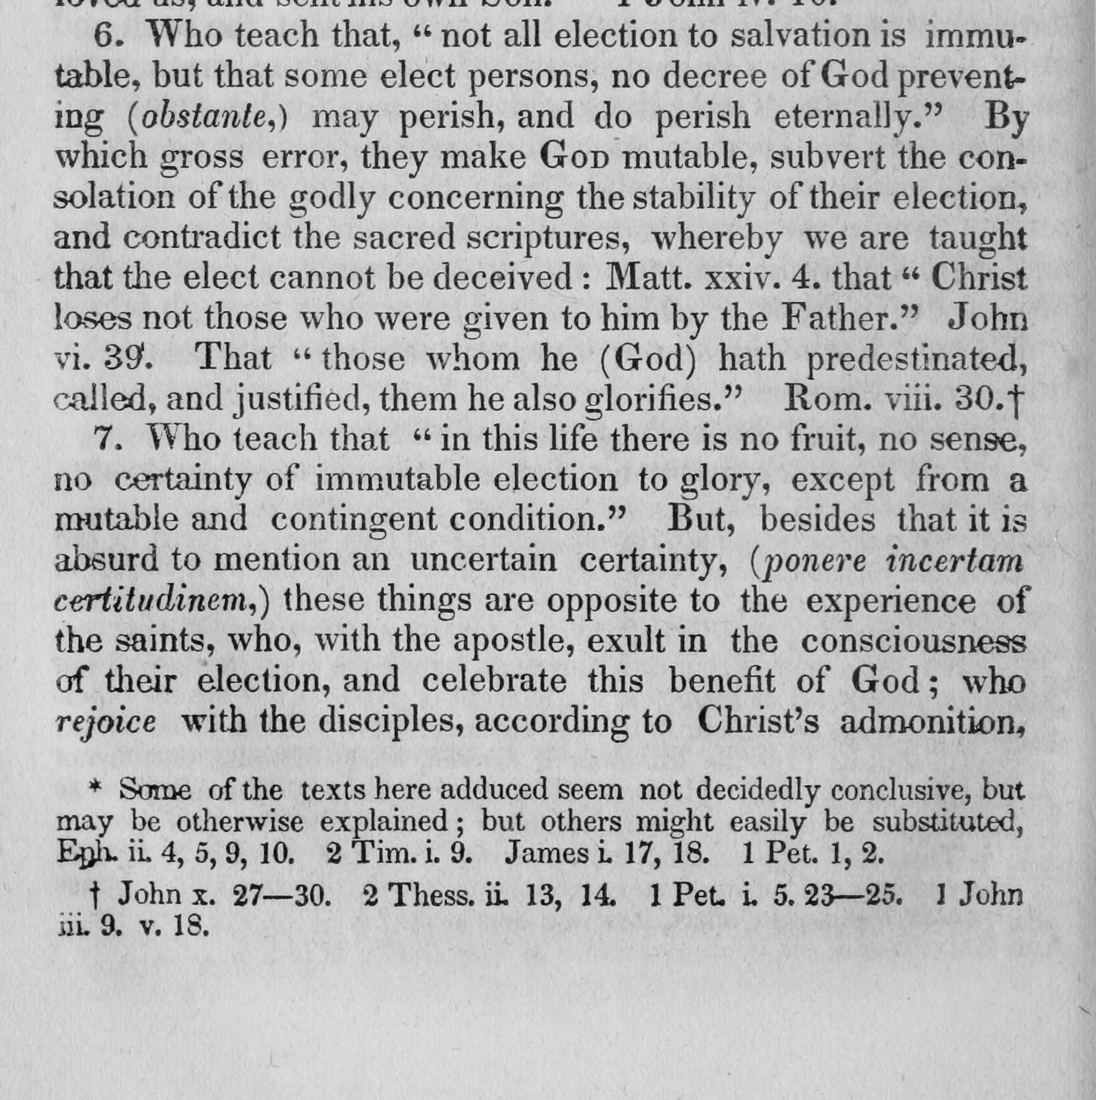 loved us, and sent his own Son. 1 John iv. 10.
6. Who teach that, “ not all election to salvation is immu-
table, but that some elect persons, no decree of God prevent-
ing (obstante,) may perish, and do perish eternally.” By
which gross error, they make GOD mutable, subvert the con-
solation of the godly concerning the stability of their election,
and contradict the sacred scriptures, whereby we are taught
that the elect cannot be deceived : Matt. xxiv. 4. that “ Christ
loses not those who were given to him by the Father.” John
vi. 39. That “ those whom he (God) hath predestinated,
called, and justified, them he also glorifies.” Rom. viii. 30.†
7. Who teach that “ in this life there is no fruit, no sense,
no certainty of immutable election to glory, except from a
mutable and contingent condition.” But, besides that it is
absurd to mention an uncertain certainty, (ponere incertam
certitudinem,) these things are opposite to the experience of
the saints, who, with the apostle, exult in the consciousness
of their election, and celebrate this benefit of God ; who
rejoice with the disciples, according to Christ’s admonition,
* Some of the texts here adduced seem not decidedly conclusive, but
may be otherwise explained ; but others might easily be substituted,
Eph. ii. 4, 5, 9, 10. 2 Tim. i. 9. James i. 17, 18. 1 Pet. 1, 2.
† John x. 27—30. 2 Thess. ii. 13, 14. 1 Pet. i. 5. 23—25. 1 John
iii. 9. v. 18.